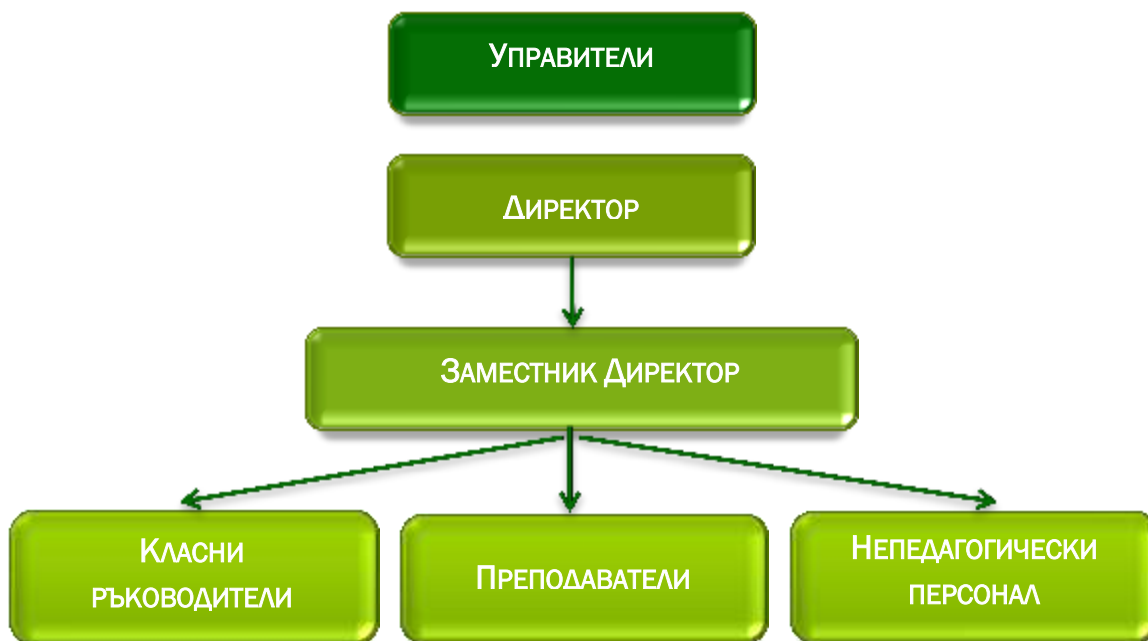 Управители
Директор
Заместник Директор
Класни
ръководители
Преподаватели
Непедагогически
персонал